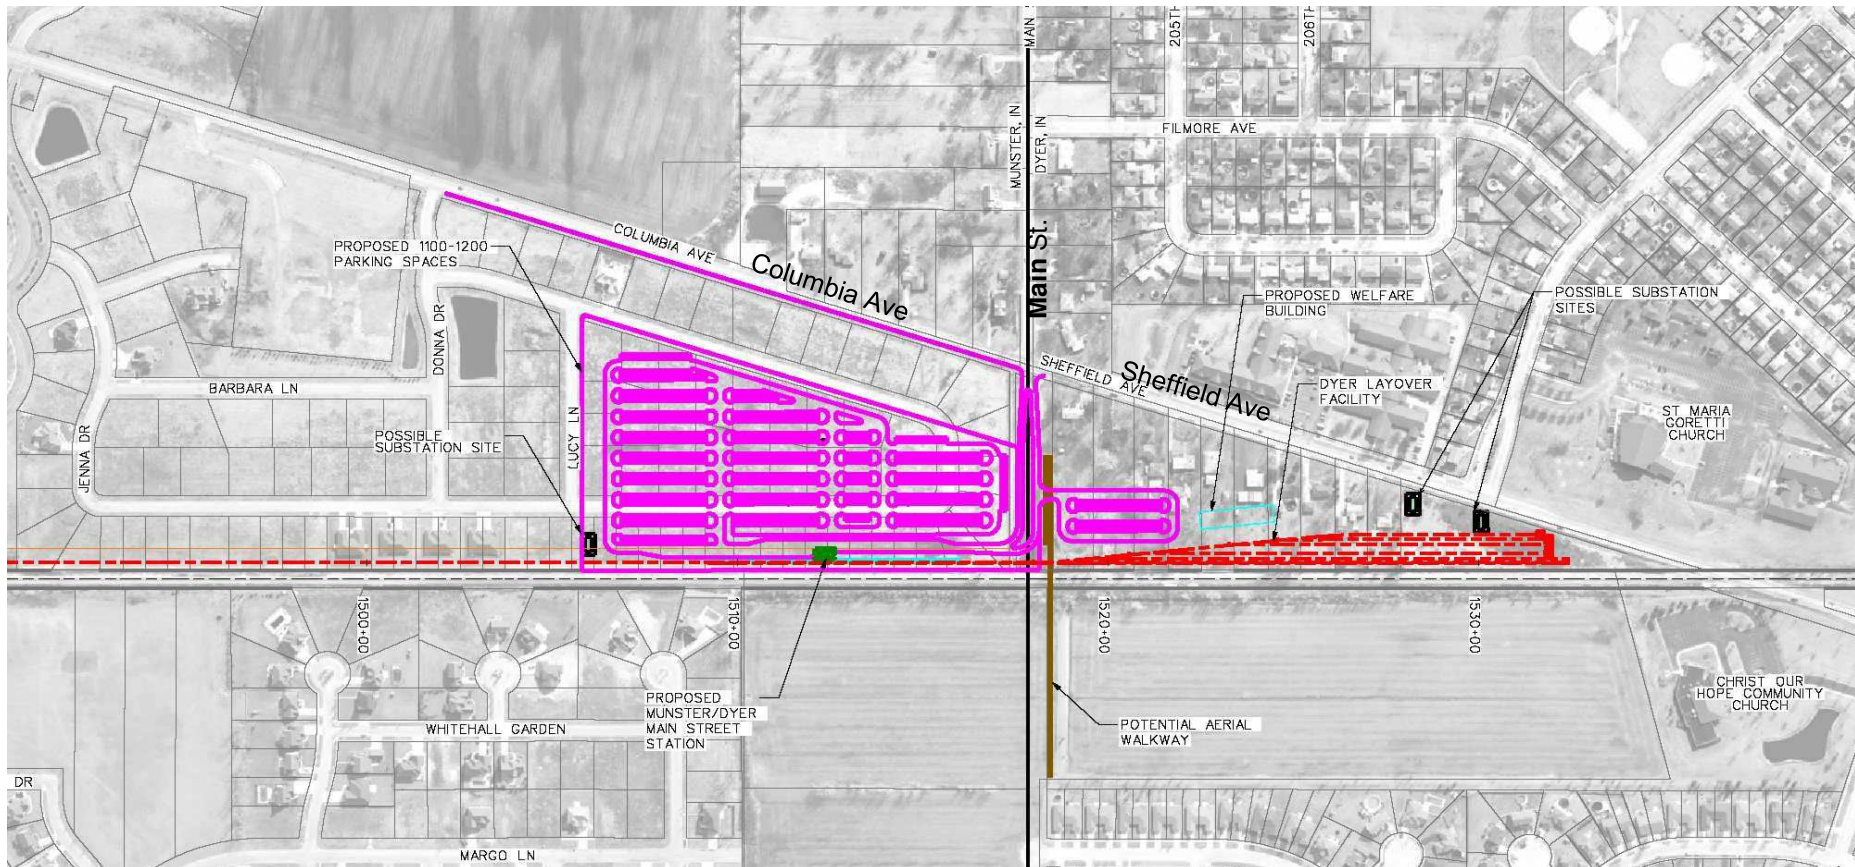 MAIN
205TH
206TH
MUNSTER, IN
DYER, IN
FILMORE AVE
COLUMBIA AVE
Columbia Ave
Main St.
PROPOSED 1100-1200
PARKING SPACES
PROPOSED WELFARE
BUILDING
POSSIBLE SUBSTATION
SITES
DONNA DR
SHEFFIELD AVE
Sheffield Ave
BARBARA LN
DYER LAYOVER
FACILITY
ST MARIA
GORETTI
CHURCH
JENNA DR
POSSIBLE
SUBSTATION SITE
LUCY LN
1500+00
1510+00
1520+00
1530+00
PROPOSED
MUNSTER/DYER
MAIN STREET
STATION
WHITEHALL GARDEN
POTENTIAL AERIAL
WALKWAY
CHRIST OUR
HOPE COMMUNITY
CHURCH
DR
MARGO LN